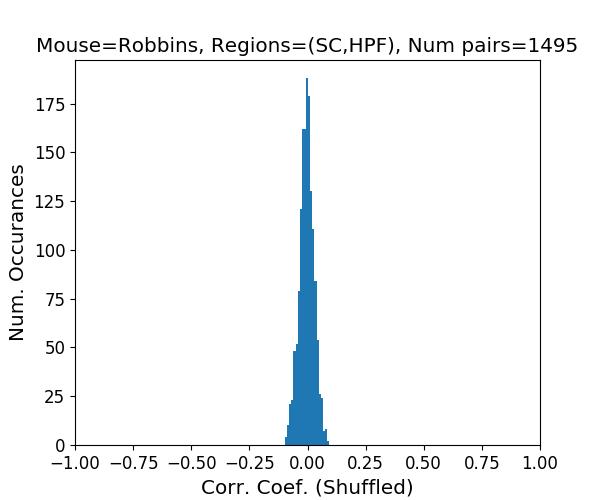 Mouse=Robbins, Regions=(SC,HPF), Num pairs=1495
Num. Occurances
175
150
125
100
75
50
25
0
−1.00 −0.75 −0.50 −0.25 0.00 0.25 0.50 0.75 1.00
Corr. Coef. (Shuffled)